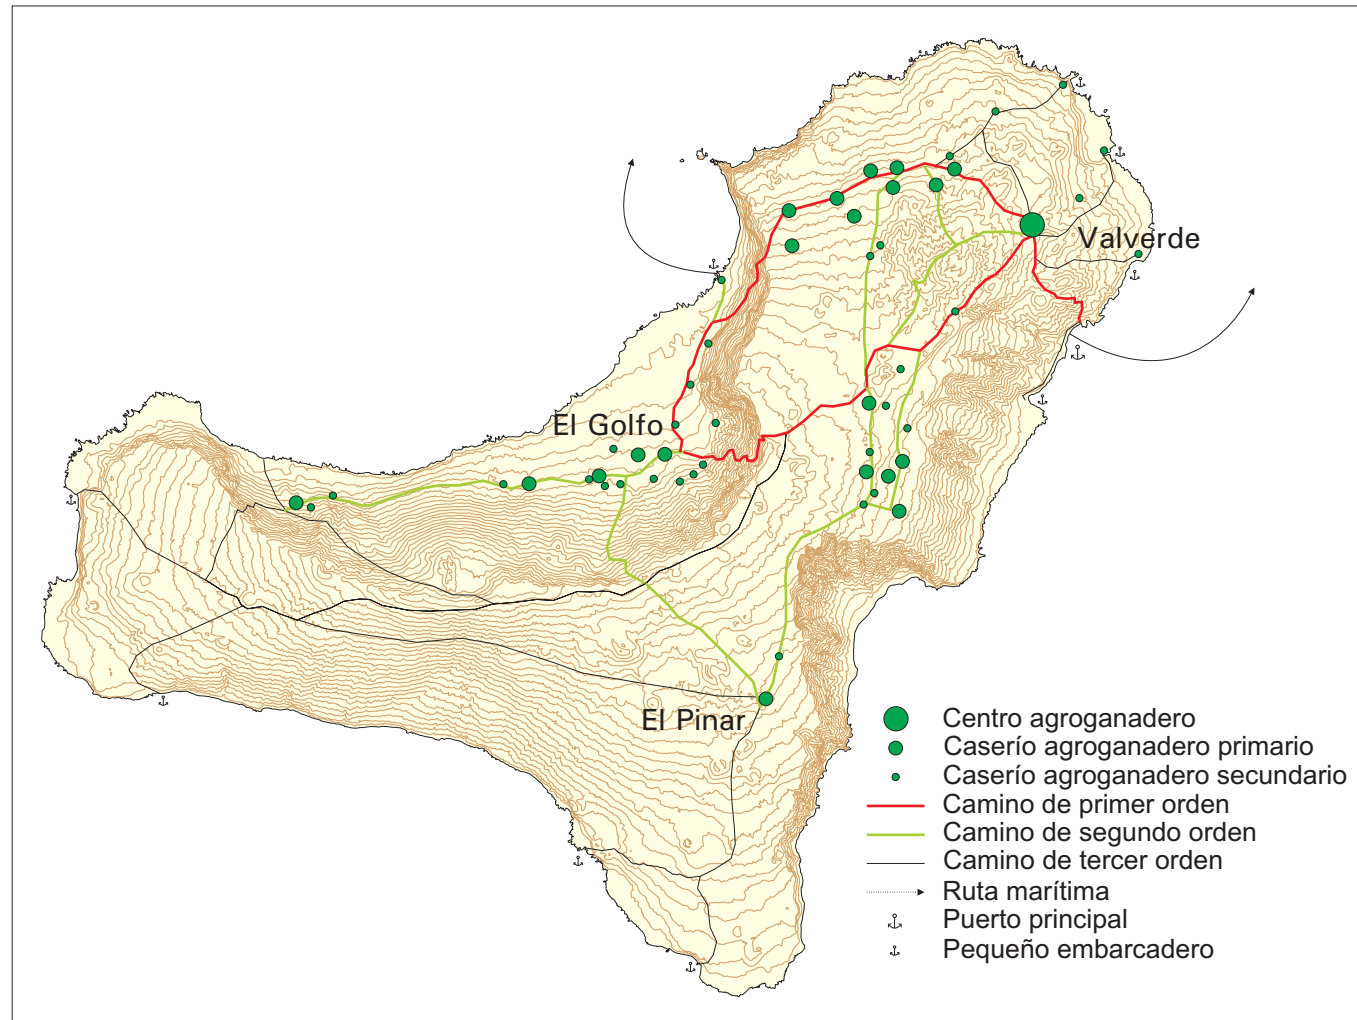 Valverde
El Golfo
El Pinar
Centro agroganadero
Caserío agroganadero primario
Caserío agroganadero secundario
Camino de primer orden
Camino de segundo orden
Camino de tercer orden
Ruta marítima
Puerto principal
Pequeño embarcadero